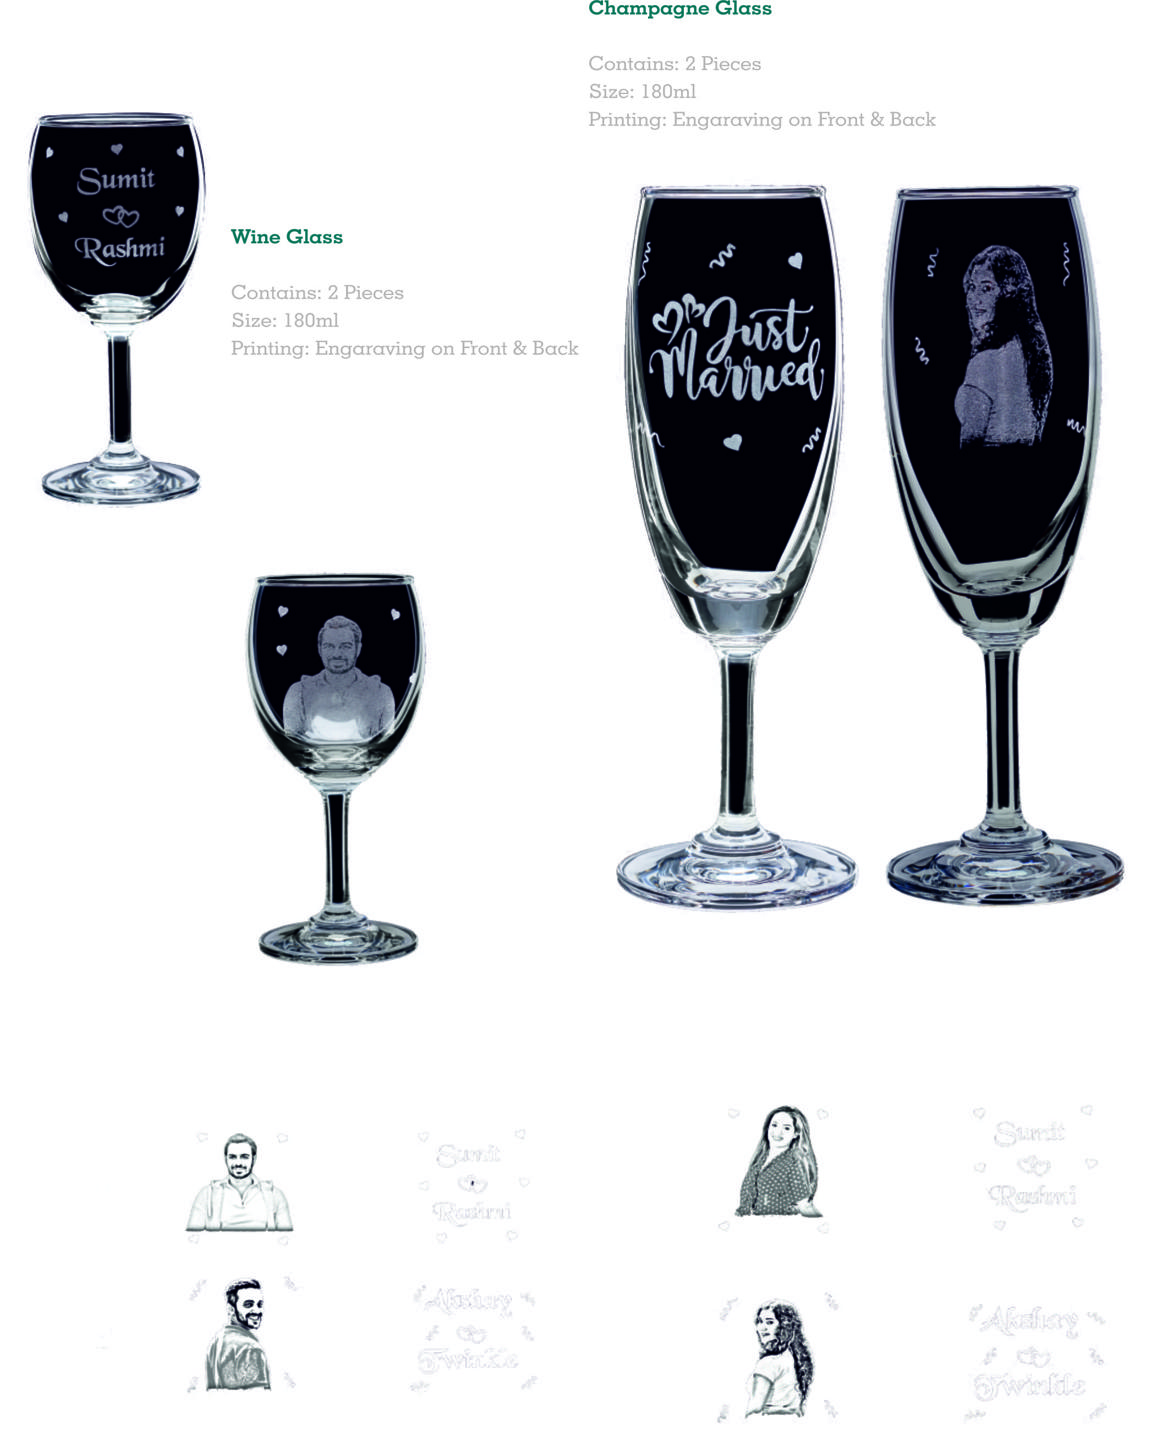 Champagne Glass
Contains: 2 Pieces
Size: 180ml
Printing: Engaraving on Front & Back
Sumit
Rashmi
Wine Glass
Contains: 2 Pieces
Size: 180ml
Printing: Engaraving on Front & Back
Just
Married
Sumit
Rashmi
Sumit
Rashmi
Akshay
Twinkle
Akshay
Twinkle